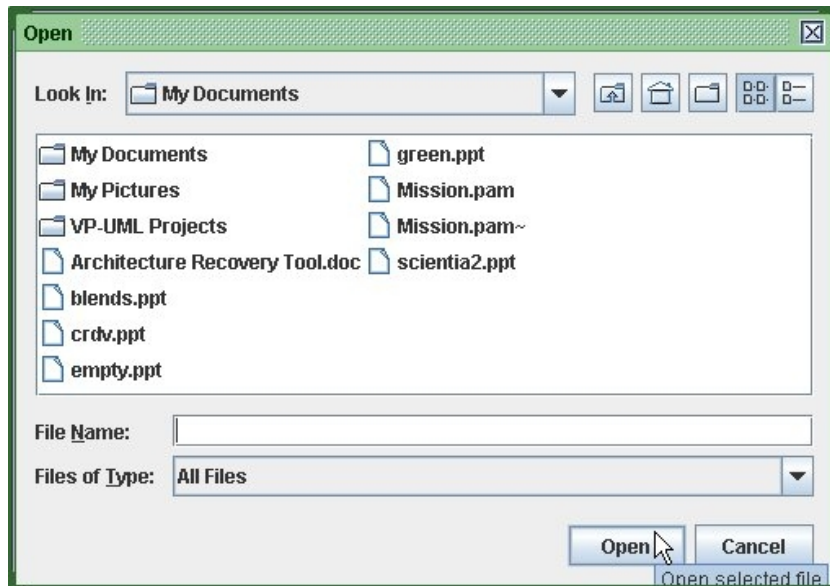 Open
Look In: My Documents
My Documents
My Pictures
VP-UML Projects
Architecture Recovery Tool.doc
blends.ppt
crdv.ppt
empty.ppt
green.ppt
Mission.pam
Mission.pam~
scientia2.ppt
File Name:
Files of Type: All Files
Open Cancel
Open selected file